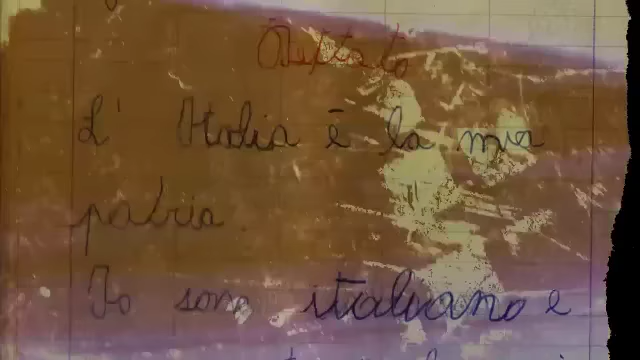 Dettato
L' Italia è la mia
patria.
Io sono italiano e